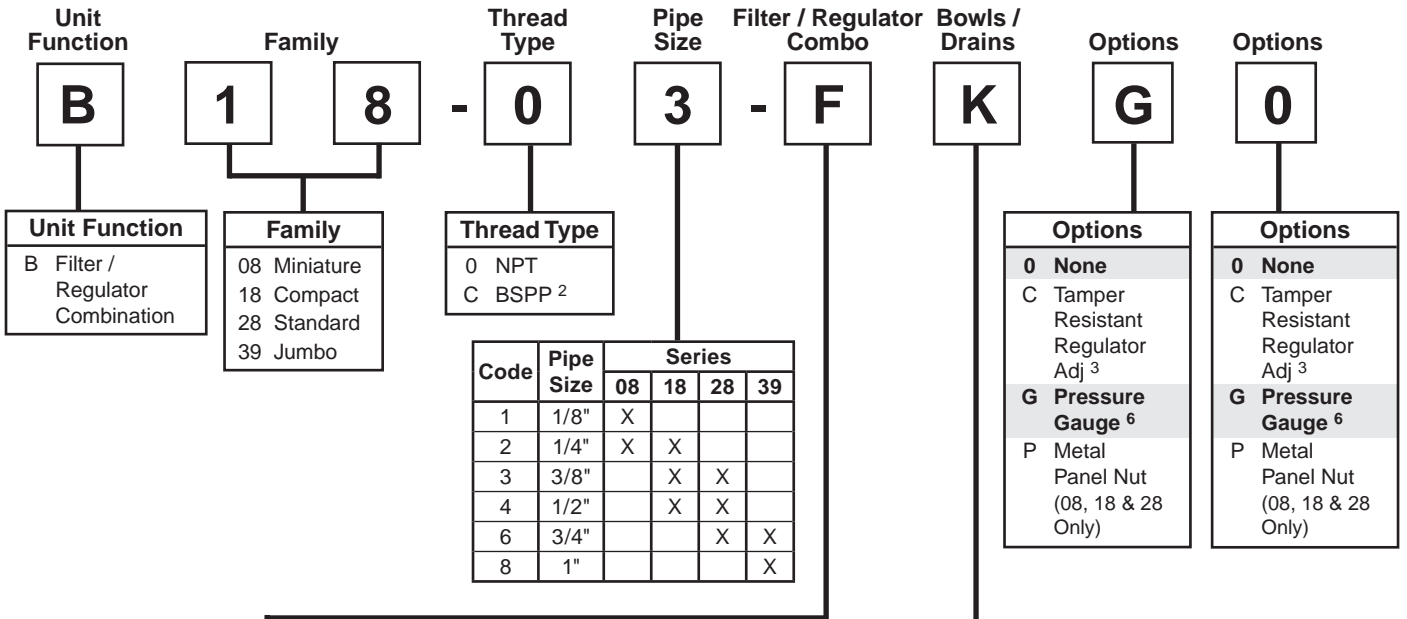 Unit Function
Family
Thread Type
Pipe Size
Filter / Regulator Combo
Bowls / Drains
Options
Options
B 1 8 - 0 3 - F K G 0
Unit Function
B Filter /
Regulator
Combination
Family
08 Miniature
18 Compact
28 Standard
39 Jumbo
Thread Type
0 NPT
C BSPP 2
Code Pipe Size Series
08 18 28 39
1 1/8" X
2 1/4" X X
3 3/8" X X
4 1/2" X X
6 3/4" X X
8 1" X
Options
0 None
C Tamper
Resistant
Regulator
Adj 3
G Pressure
Gauge 6
P Metal
Panel Nut
(08, 18 & 28
Only)
Options
0 None
C Tamper
Resistant
Regulator
Adj 3
G Pressure
Gauge 6
P Metal
Panel Nut
(08, 18 & 28
Only)